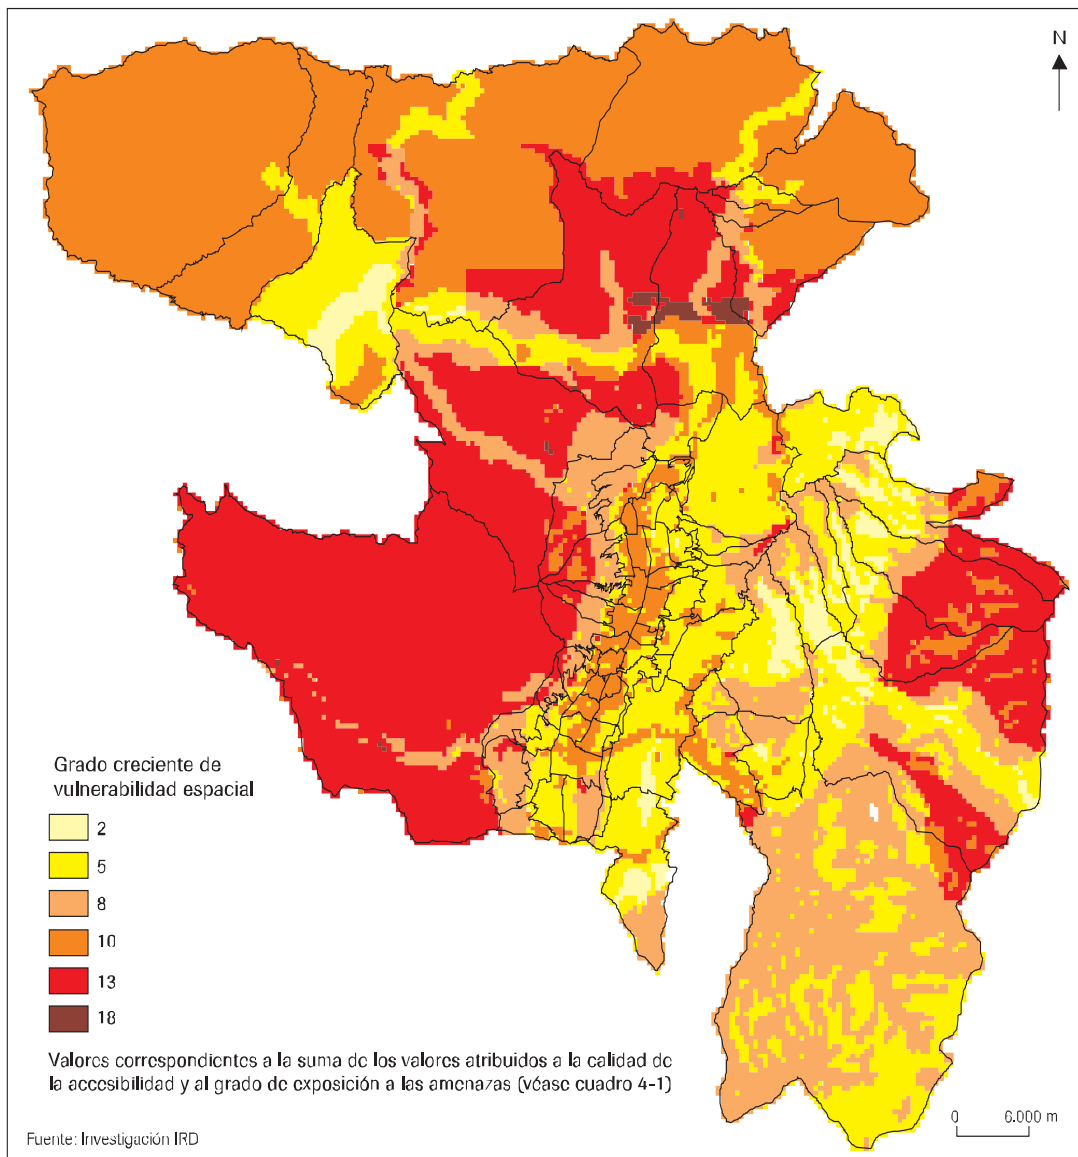 N
Grado creciente de
vulnerabilidad espacial
2
5
8
10
13
18
Valores correspondientes a la suma de los valores atribuidos a la calidad de
la accesibilidad y al grado de exposición a las amenazas (véase cuadro 4-1)
0 6.000 m
Fuente: Investigación IRD